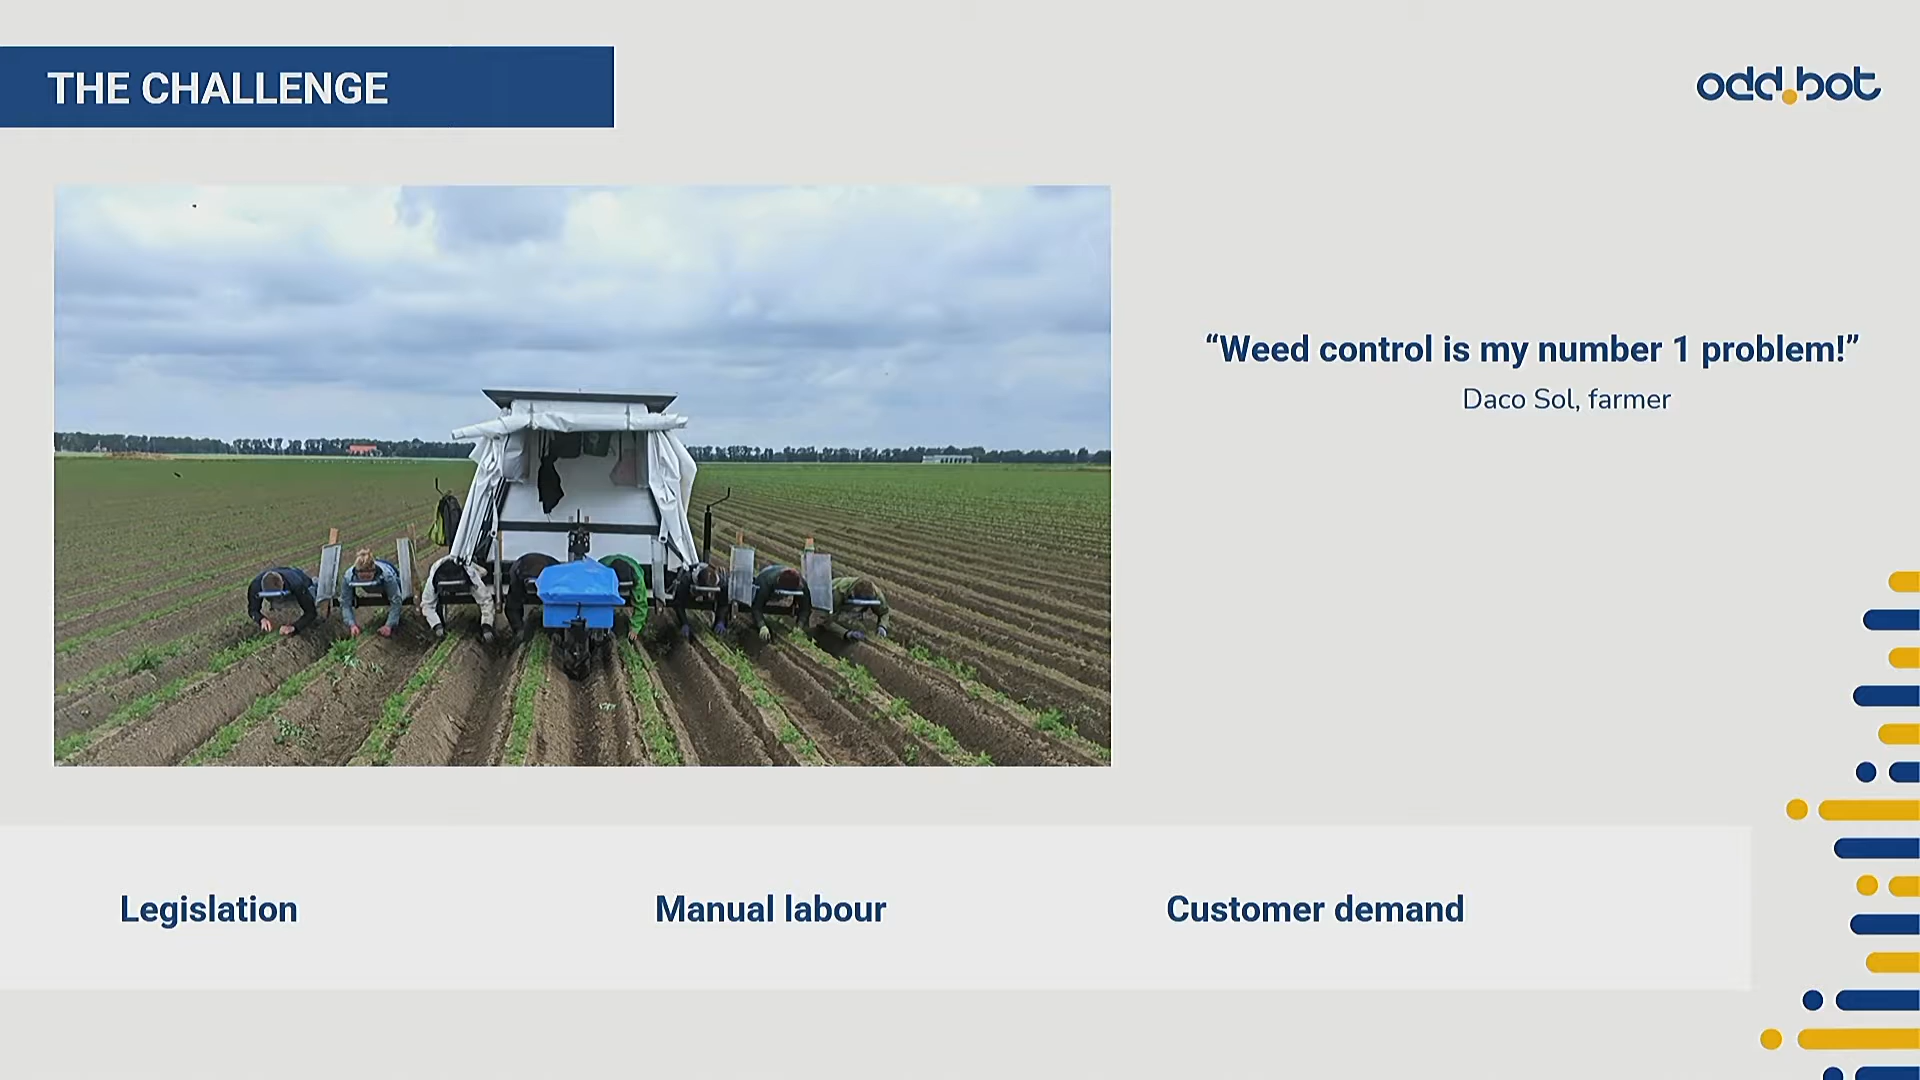 THE CHALLENGE
odd.bot
“Weed control is my number 1 problem!”
Daco Sol, farmer
Legislation
Manual labour
Customer demand